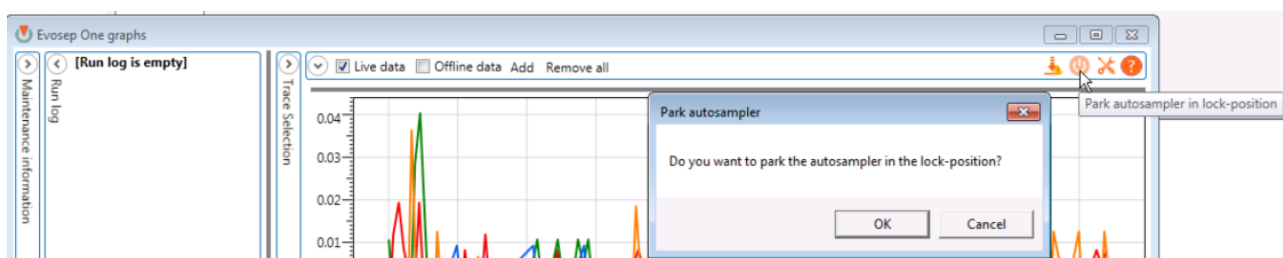 Evosep One graphs
[Run log is empty]
Maintenance information
Run log
Trace Selection
Live data
Offline data
Add
Remove all
Park autosampler in lock-position
0.04
0.03
0.02
0.01
Park autosampler
Do you want to park the autosampler in the lock-position?
OK
Cancel